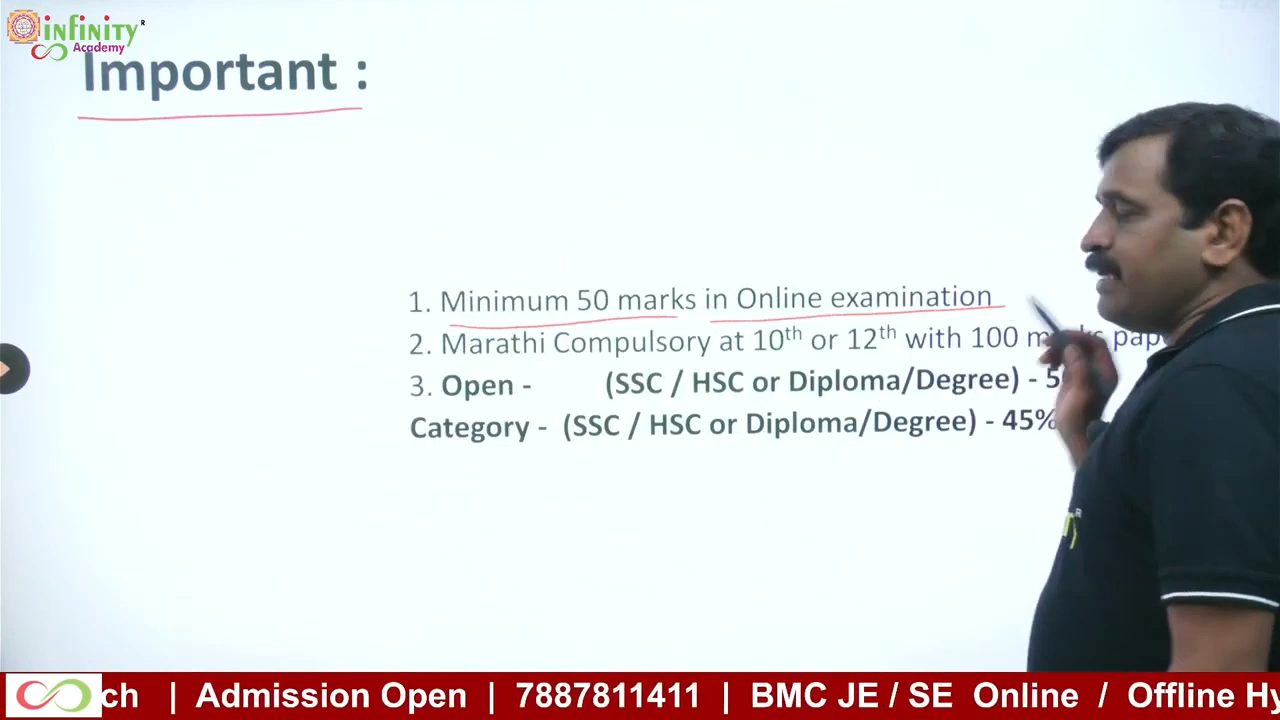 infinity
Academy
Important :
1. Minimum 50 marks in Online examination
2. Marathi Compulsory at 10th or 12th with 100
3. Open - (SSC / HSC or Diploma/Degree) -
Category - (SSC / HSC or Diploma/Degree) - 45%
| Admission Open | 7887811411 | BMC JE / SE Online / Offline